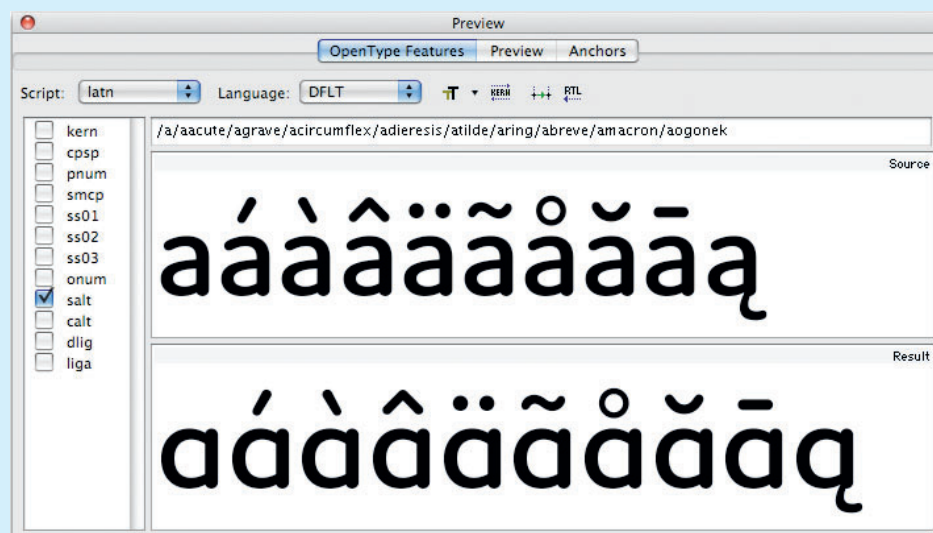 Preview
OpenType Features Preview Anchors
Script: latn Language: DFLT T KERN RTL
kern
cpsp
pnum
smcp
ss01
ss02
ss03
onum
salt
calt
dlig
liga
/a/aacute/agrave/acircumflex/adieresis/atilde/aring/abreve/amacron/aogonek
Source
aáàâäãåăāą
Result
aáàâäãåăāą